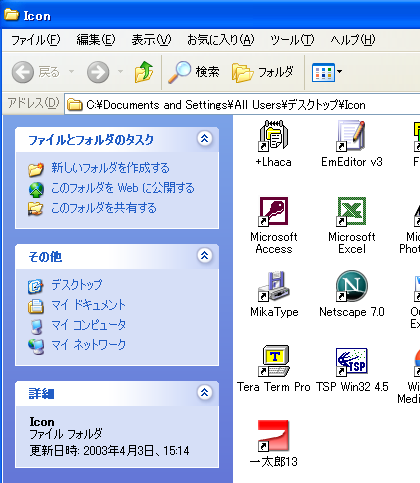 Icon
ファイル(F) 編集(E) 表示(V) お気に入り(A) ツール(T) ヘルプ(H)
戻る 検索 フォルダ
アドレス(D) C:¥Documents and Settings¥All Users¥デスクトップ¥Icon
ファイルとフォルダのタスク
新しいフォルダを作成する
このフォルダを Web に公開する
このフォルダを共有する
その他
デスクトップ
マイ ドキュメント
マイ コンピュータ
マイ ネットワーク
詳細
Icon
ファイル フォルダ
更新日時: 2003年4月3日、15:14
+Lhaca EmEditor v3 F
Microsoft Microsoft Mic
Access Excel Phot
MikaType Netscape 7.0 Ou
Ex
Tera Term Pro TSP Win32 4.5 Wi
Medi
一太郎13